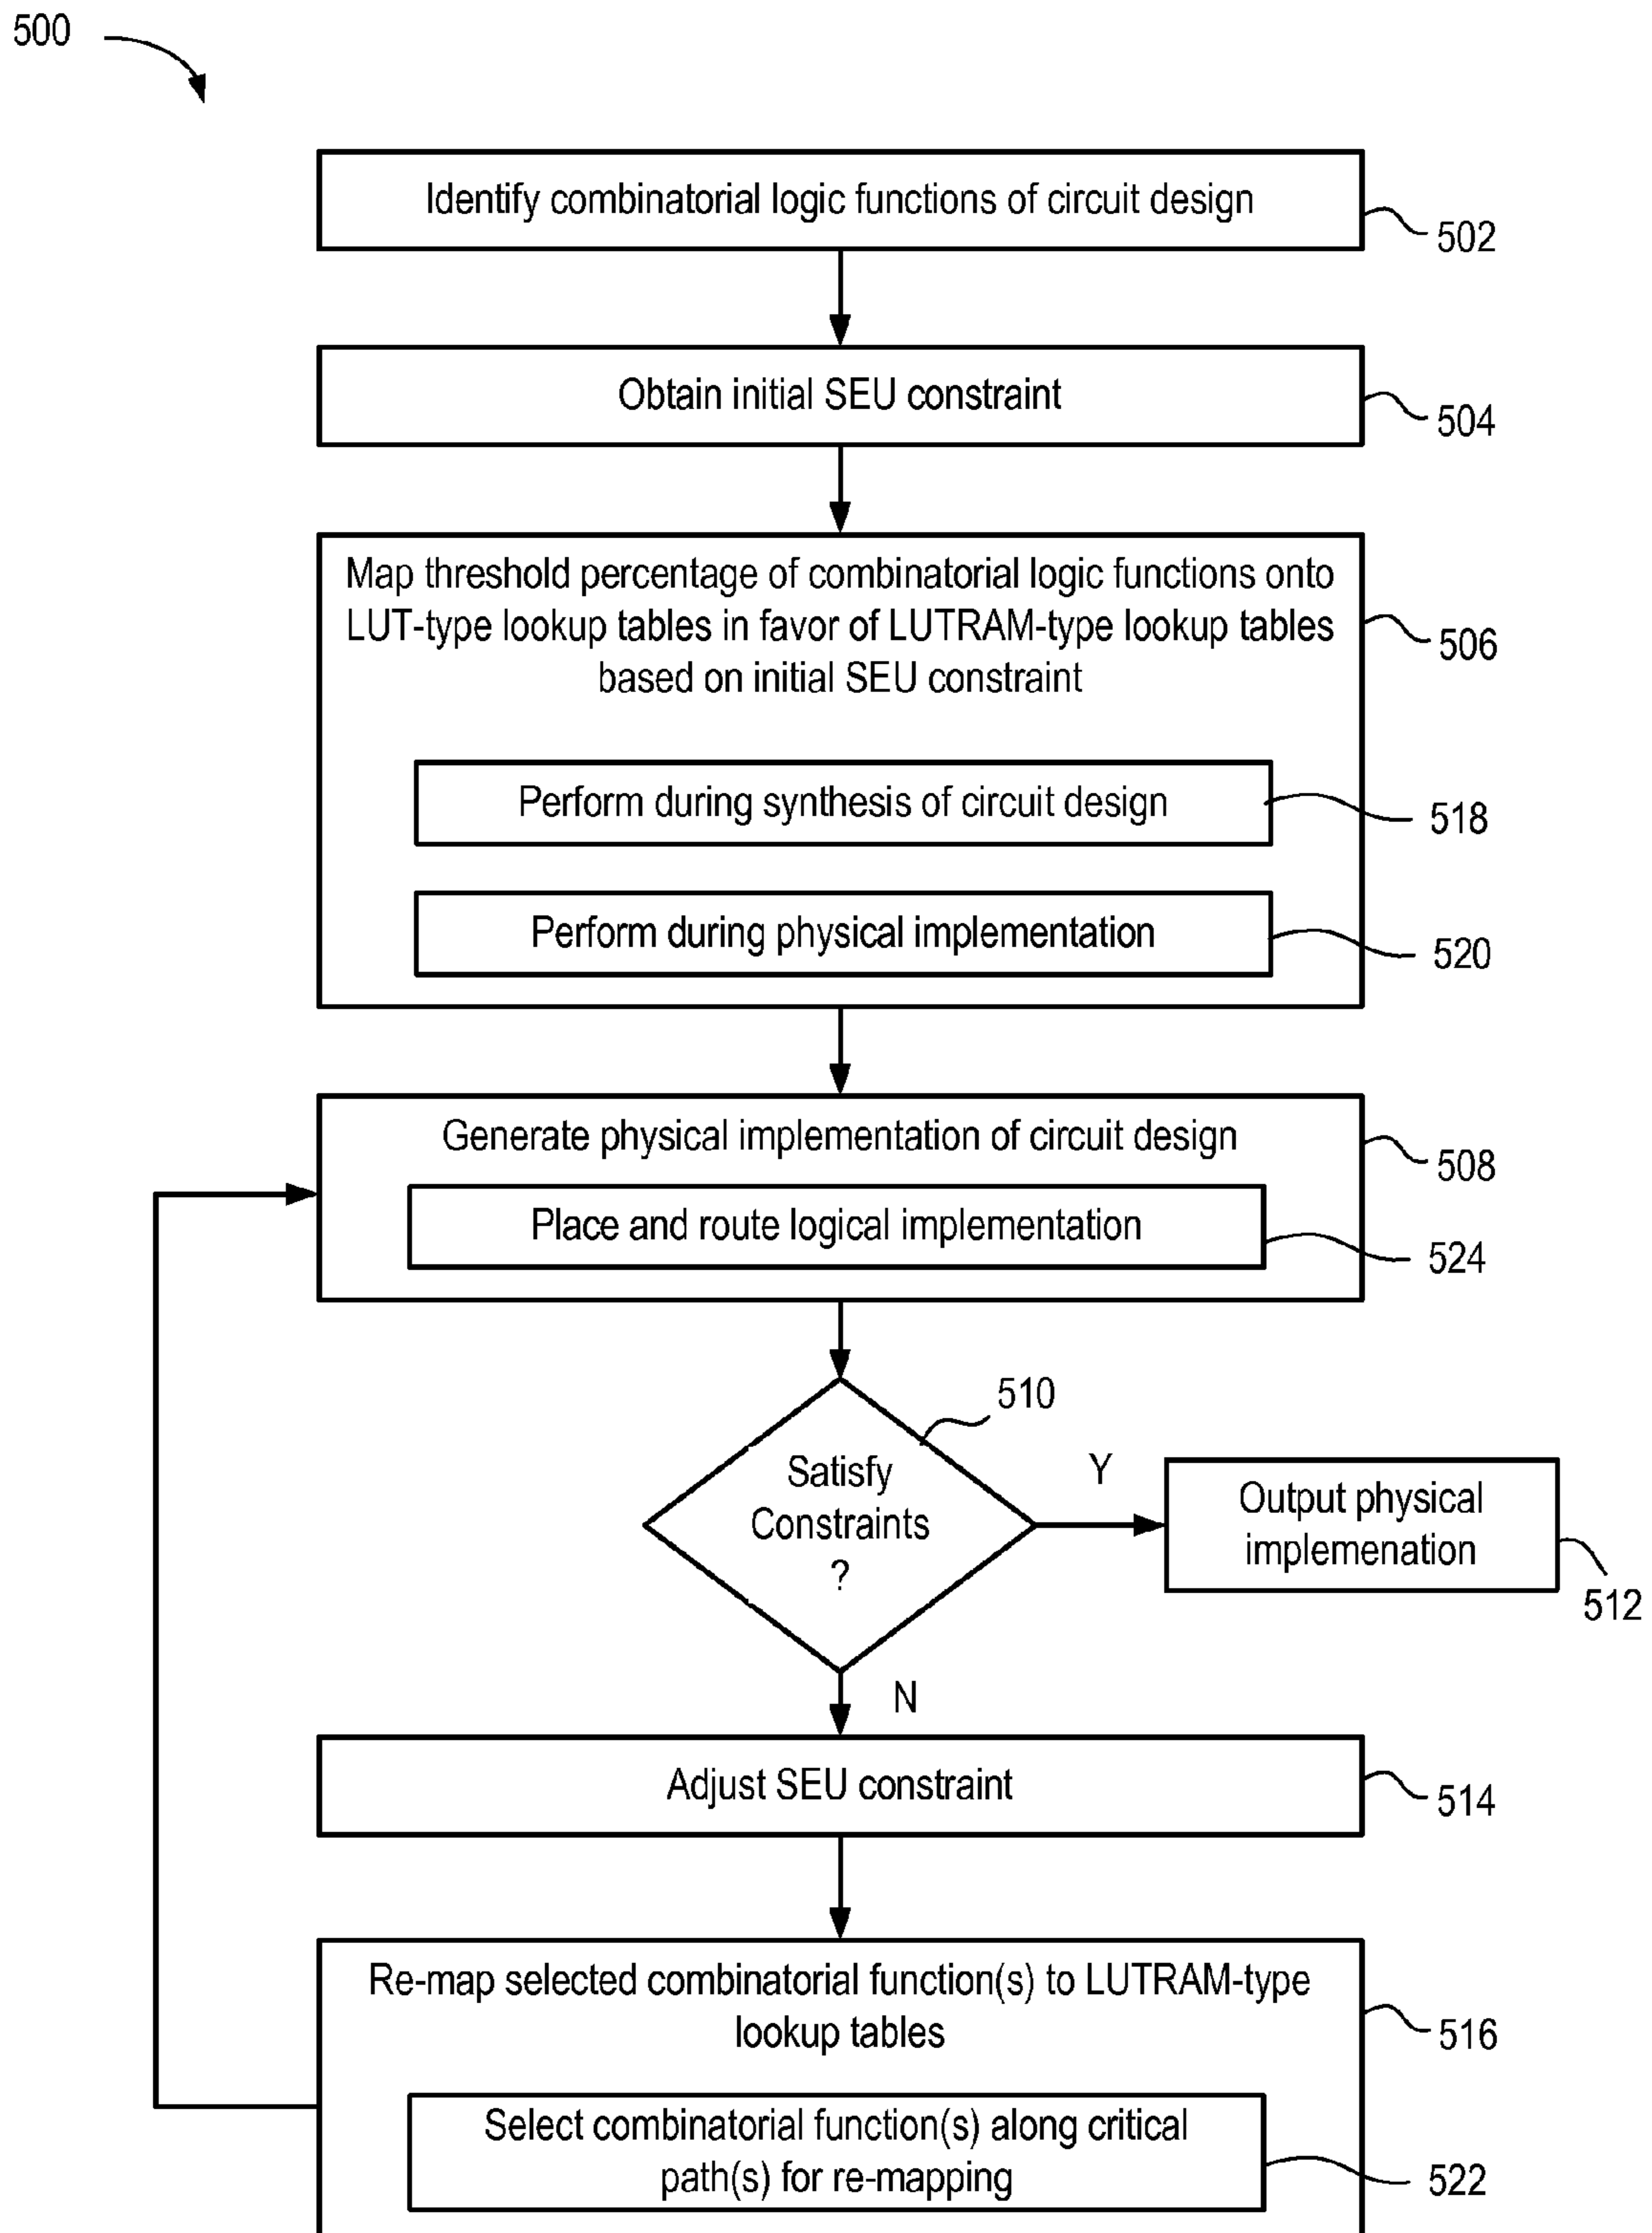 500
Identify combinatorial logic functions of circuit design
502
Obtain initial SEU constraint
504
Map threshold percentage of combinatorial logic functions onto
LUT-type lookup tables in favor of LUTRAM-type lookup tables
based on initial SEU constraint
506
Perform during synthesis of circuit design
518
Perform during physical implementation
520
Generate physical implementation of circuit design
508
Place and route logical implementation
524
510
Satisfy
Constraints
?
Y
Output physical
implemenation
512
N
Adjust SEU constraint
514
Re-map selected combinatorial function(s) to LUTRAM-type
lookup tables
516
Select combinatorial function(s) along critical
path(s) for re-mapping
522